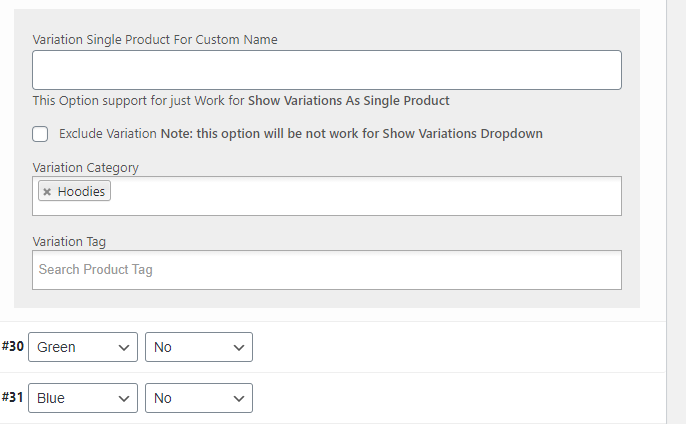 Variation Single Product For Custom Name
This Option support for just Work for Show Variations As Single Product
Exclude Variation Note: this option will be not work for Show Variations Dropdown
Variation Category
× Hoodies
Variation Tag
Search Product Tag
#30 Green No
#31 Blue No